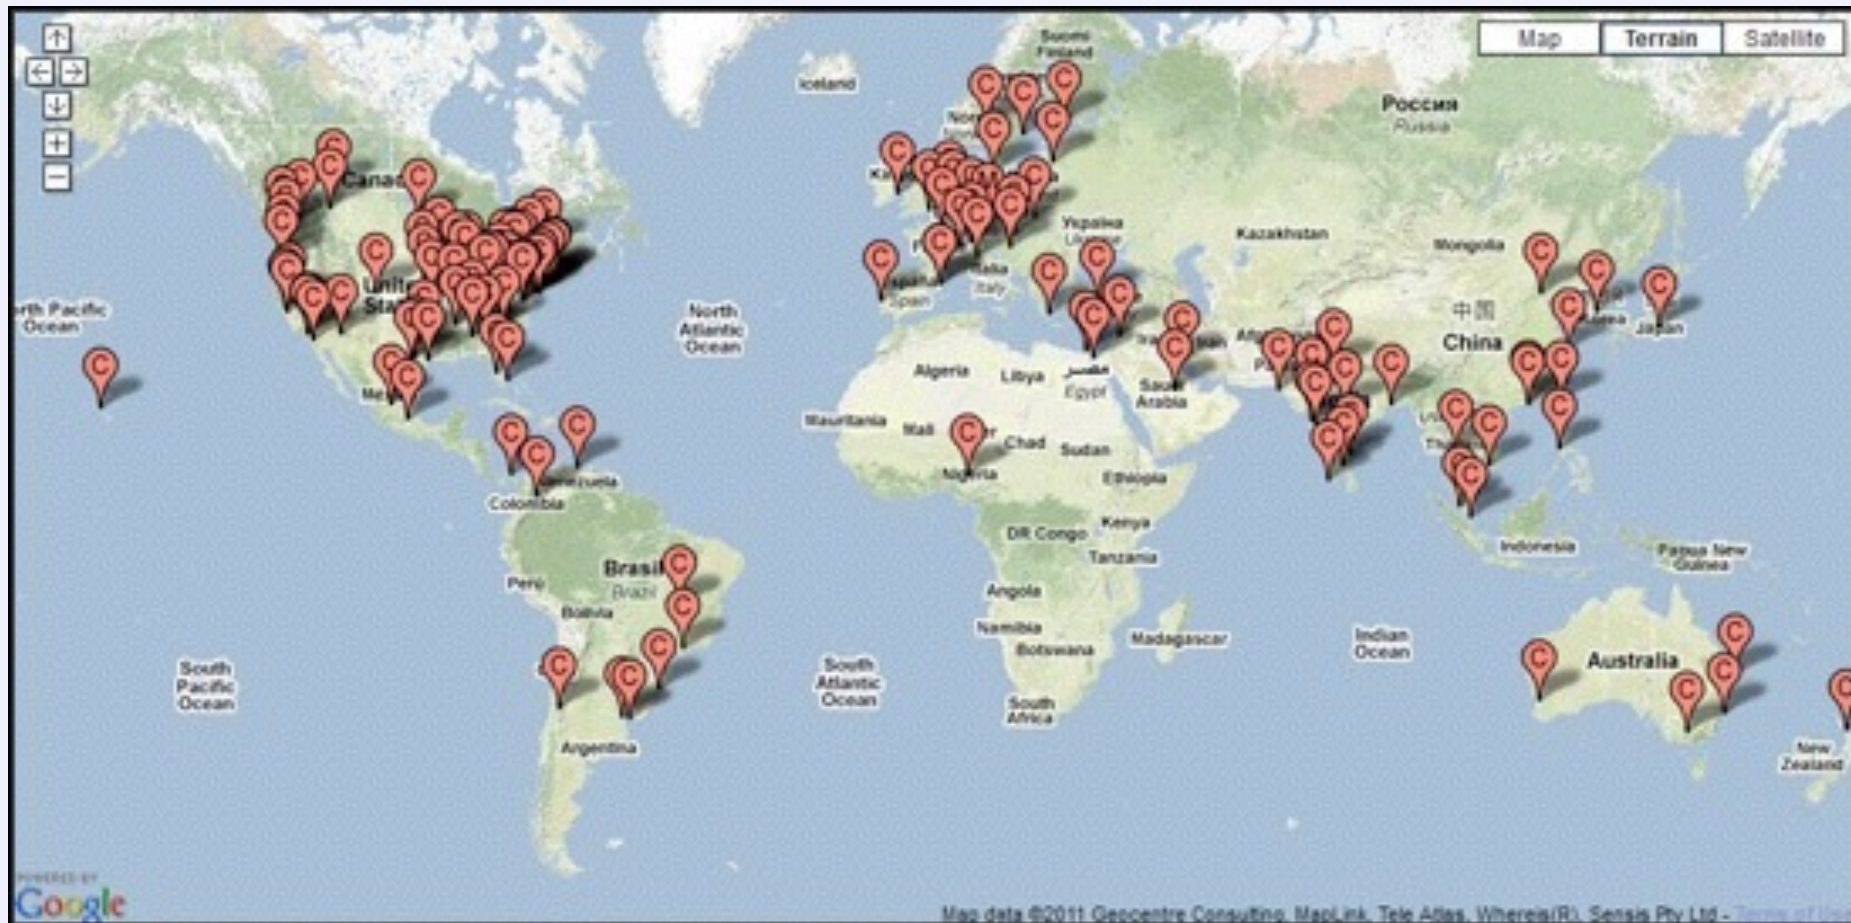 Map
Terrain
Satellite
Suomi
Finland
Iceland
Россия
Russia
Україна
Kazakhstan
Mongolia
North
Atlantic
Ocean
Italia
Italy
Spain
中国
China
Japan
Ocean
Algeria
Libya
مصر
Egypt
Saudi
Arabia
Mauritania
Mali
Chad
Sudan
Nigeria
Ethiopia
Colombia
Kenya
DR Congo
Tanzania
Indonesia
Papua New
Guinea
Brasil
Brazil
Perú
Bolivia
Angola
Namibia
Botswana
Madagascar
Indian
Ocean
South
Pacific
Ocean
South
Atlantic
Ocean
Australia
South
Africa
Argentina
New
Zealand
POWERED BY
Google
Map data ©2011 Geocentre Consulting, MapLink, Tele Atlas, Whereis(R), Sensis Pty Ltd -